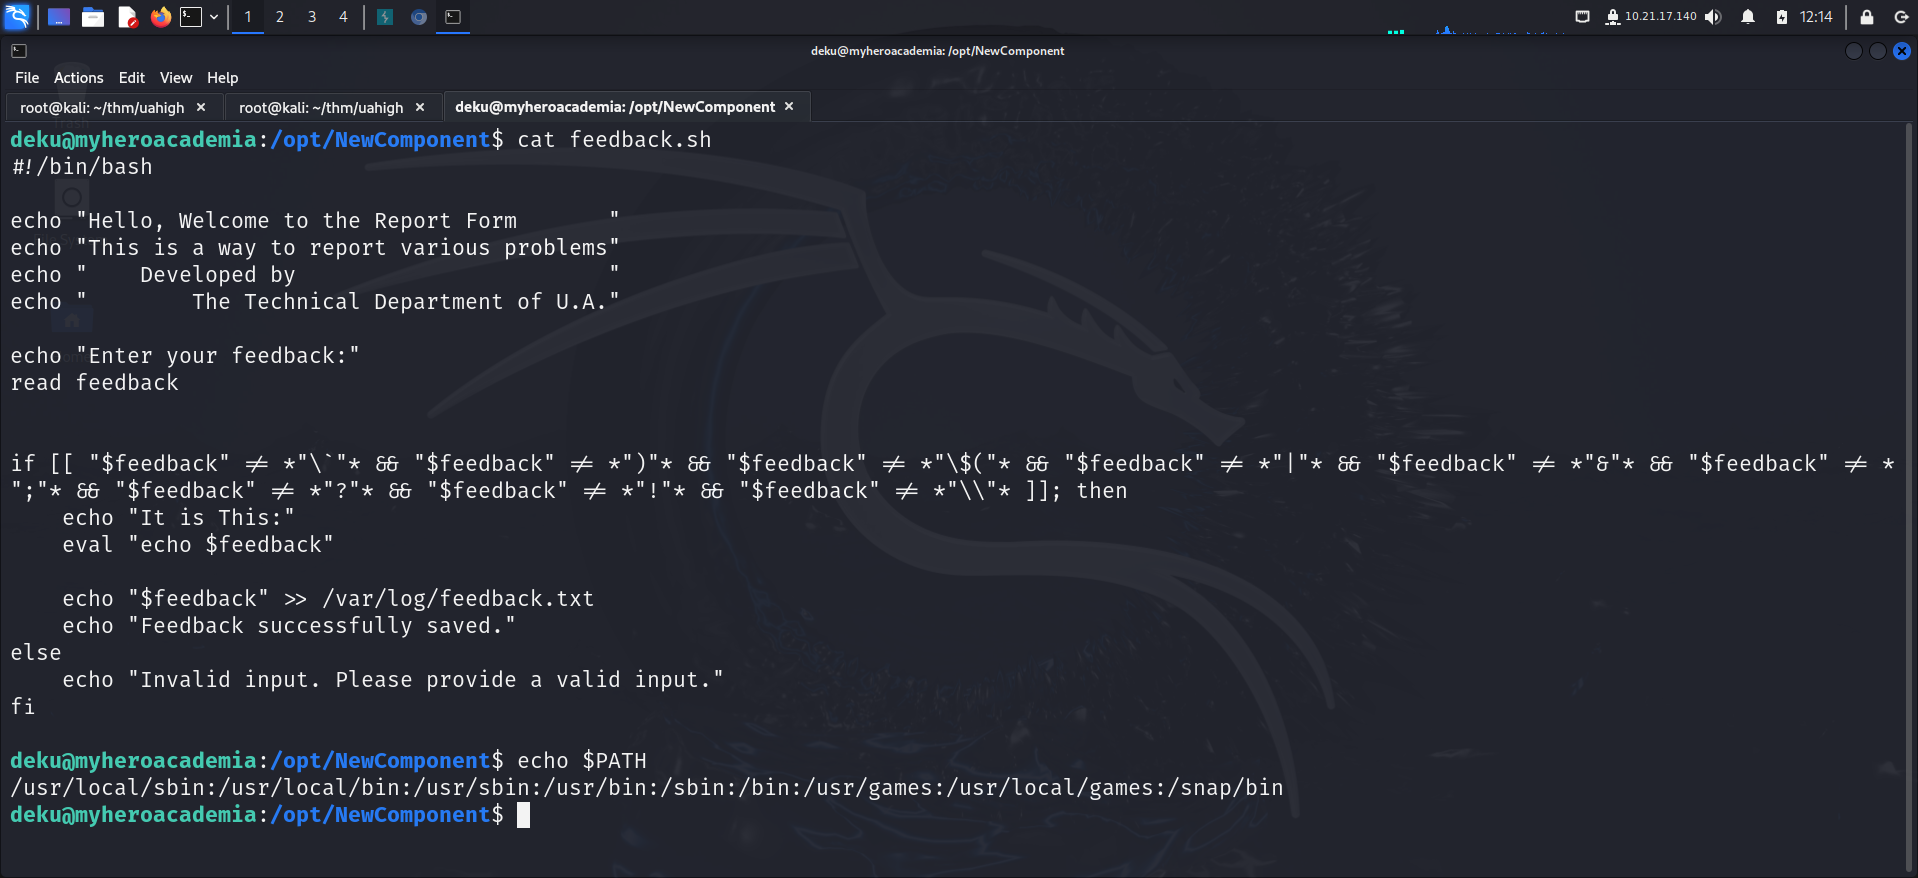 1 2 3 4
10.21.17.140
12:14
deku@myheroacademia: /opt/NewComponent
File Actions Edit View Help
root@kali: ~/thm/uahigh × root@kali: ~/thm/uahigh × deku@myheroacademia: /opt/NewComponent ×
deku@myheroacademia:/opt/NewComponent$ cat feedback.sh
#!/bin/bash
echo "Hello, Welcome to the Report Form       "
echo "This is a way to report various problems"
echo "    Developed by                        "
echo "        The Technical Department of U.A."
echo "Enter your feedback:"
read feedback
if [[ "$feedback" != *"\`"* && "$feedback" != *")"* && "$feedback" != *"\$("* && "$feedback" != *"|"* && "$feedback" != *"&"* && "$feedback" != *
";"* && "$feedback" != *"?"* && "$feedback" != *"!"* && "$feedback" != *"\\"* ]]; then
    echo "It is This:"
    eval "echo $feedback"
    echo "$feedback" >> /var/log/feedback.txt
    echo "Feedback successfully saved."
else
    echo "Invalid input. Please provide a valid input."
fi
deku@myheroacademia:/opt/NewComponent$ echo $PATH
/usr/local/sbin:/usr/local/bin:/usr/sbin:/usr/bin:/sbin:/bin:/usr/games:/usr/local/games:/snap/bin
deku@myheroacademia:/opt/NewComponent$